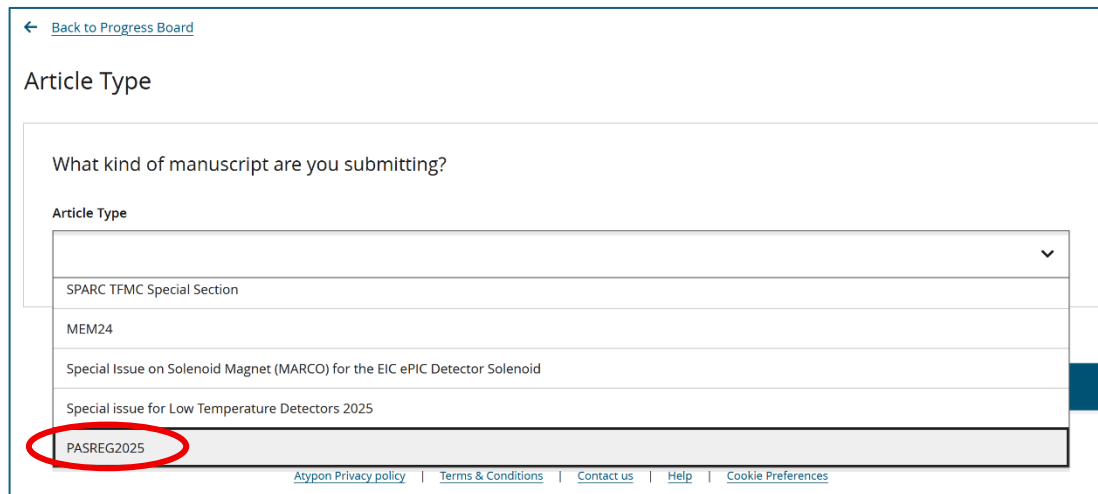 ← Back to Progress Board
Article Type
What kind of manuscript are you submitting?
Article Type
SPARC TFMC Special Section
MEM24
Special Issue on Solenoid Magnet (MARCO) for the EIC ePIC Detector Solenoid
Special issue for Low Temperature Detectors 2025
PASREG2025
Atypon Privacy policy | Terms & Conditions | Contact us | Help | Cookie Preferences